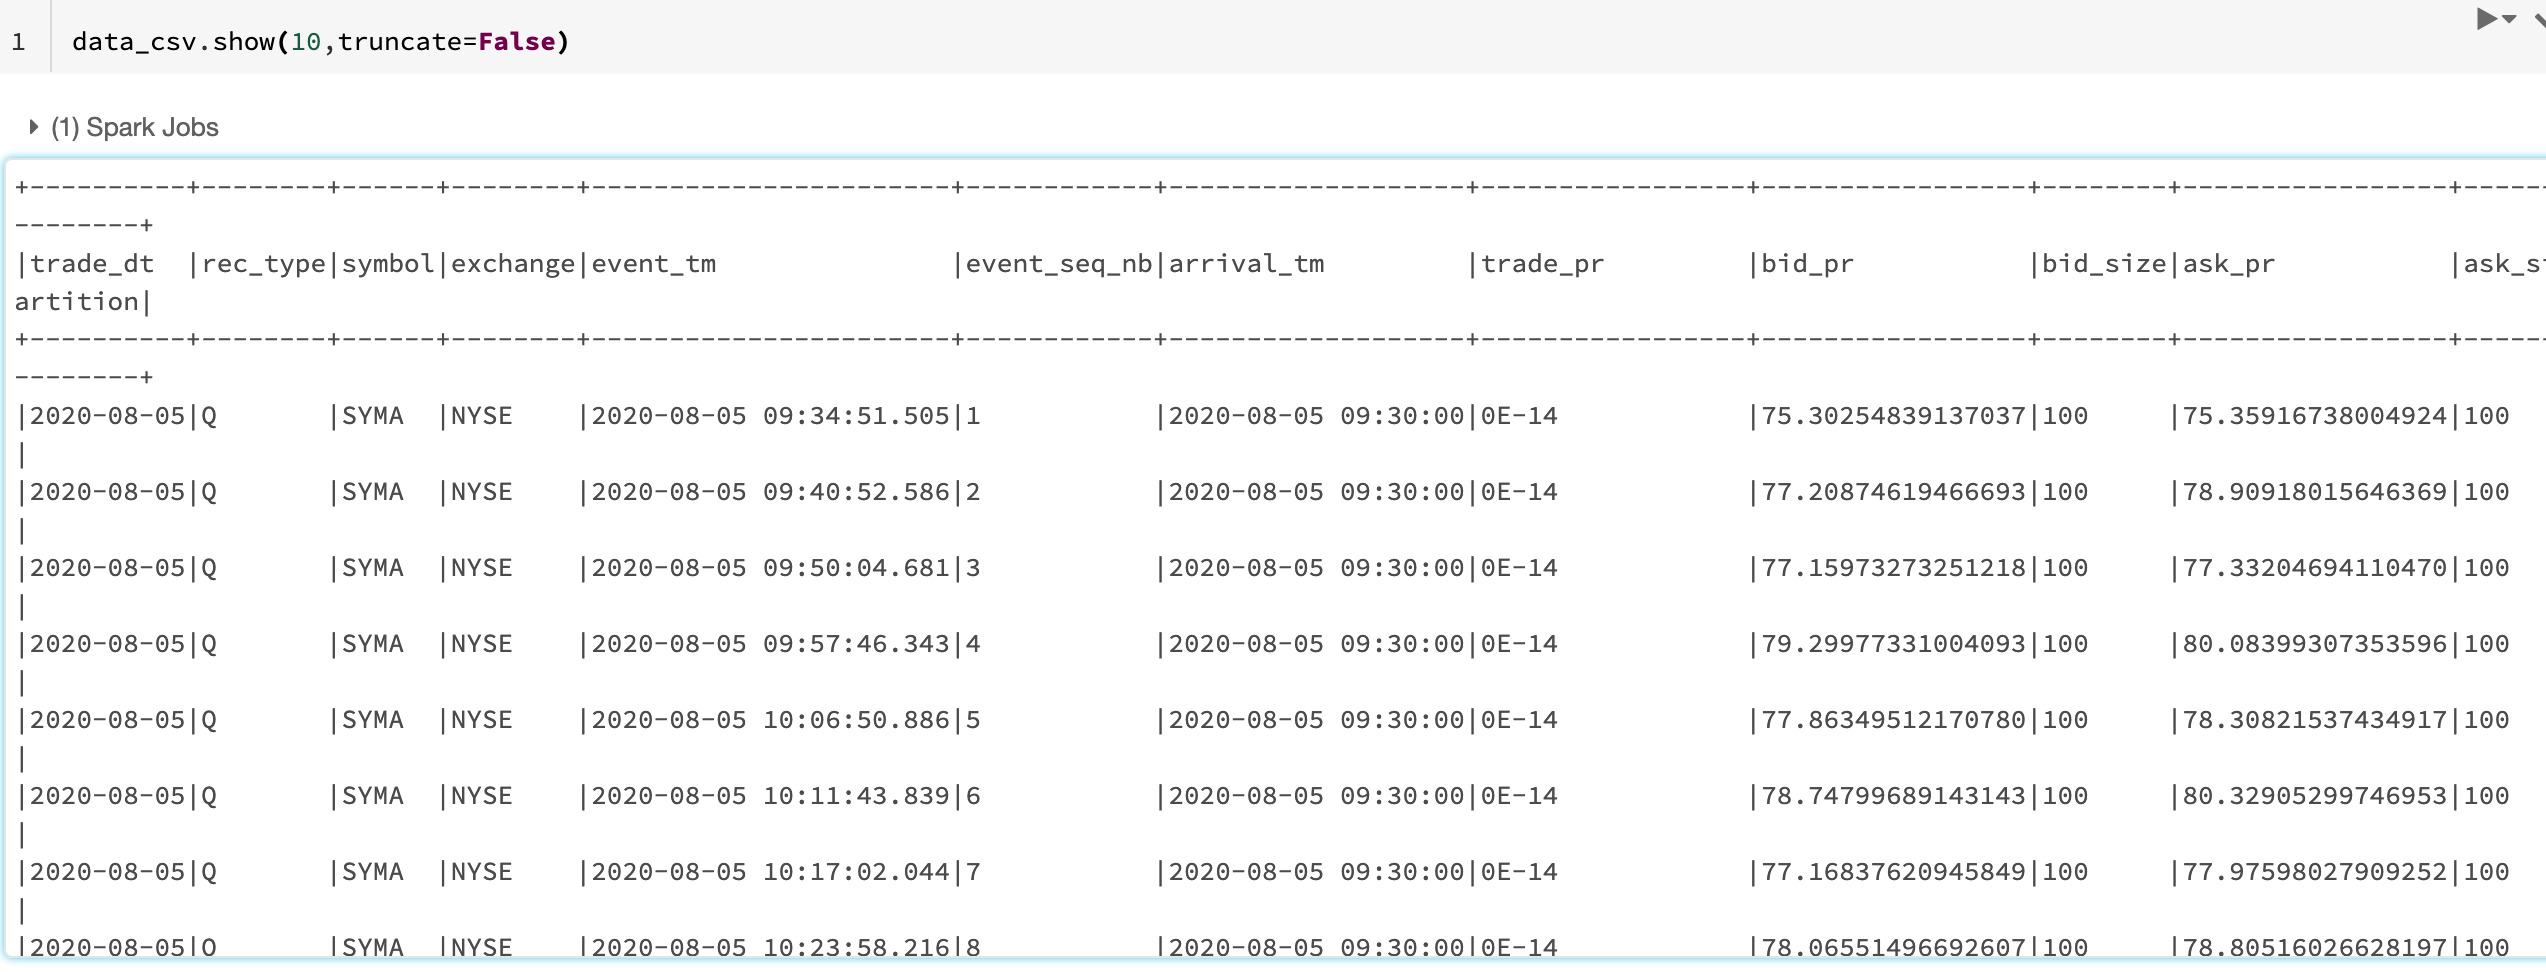 1 data_csv.show(10,truncate=False)
(1) Spark Jobs
+----------+--------+------+--------+-----------------------+------------+-------------------+-----------------+-----------------+--------+-----------------+-----
--------+
|trade_dt  |rec_type|symbol|exchange|event_tm               |event_seq_nb|arrival_tm         |trade_pr         |bid_pr           |bid_size|ask_pr           |ask_s
artition|
+----------+--------+------+--------+-----------------------+------------+-------------------+-----------------+-----------------+--------+-----------------+-----
--------+
|2020-08-05|Q       |SYMA  |NYSE    |2020-08-05 09:34:51.505|1           |2020-08-05 09:30:00|0E-14            |75.30254839137037|100     |75.35916738004924|100
|
|2020-08-05|Q       |SYMA  |NYSE    |2020-08-05 09:40:52.586|2           |2020-08-05 09:30:00|0E-14            |77.20874619466693|100     |78.90918015646369|100
|
|2020-08-05|Q       |SYMA  |NYSE    |2020-08-05 09:50:04.681|3           |2020-08-05 09:30:00|0E-14            |77.15973273251218|100     |77.33204694110470|100
|
|2020-08-05|Q       |SYMA  |NYSE    |2020-08-05 09:57:46.343|4           |2020-08-05 09:30:00|0E-14            |79.29977331004093|100     |80.08399307353596|100
|
|2020-08-05|Q       |SYMA  |NYSE    |2020-08-05 10:06:50.886|5           |2020-08-05 09:30:00|0E-14            |77.86349512170780|100     |78.30821537434917|100
|
|2020-08-05|Q       |SYMA  |NYSE    |2020-08-05 10:11:43.839|6           |2020-08-05 09:30:00|0E-14            |78.74799689143143|100     |80.32905299746953|100
|
|2020-08-05|Q       |SYMA  |NYSE    |2020-08-05 10:17:02.044|7           |2020-08-05 09:30:00|0E-14            |77.16837620945849|100     |77.97598027909252|100
|
|2020-08-05|Q       |SYMA  |NYSE    |2020-08-05 10:23:58.216|8           |2020-08-05 09:30:00|0E-14            |78.06551496692607|100     |78.80516026628197|100